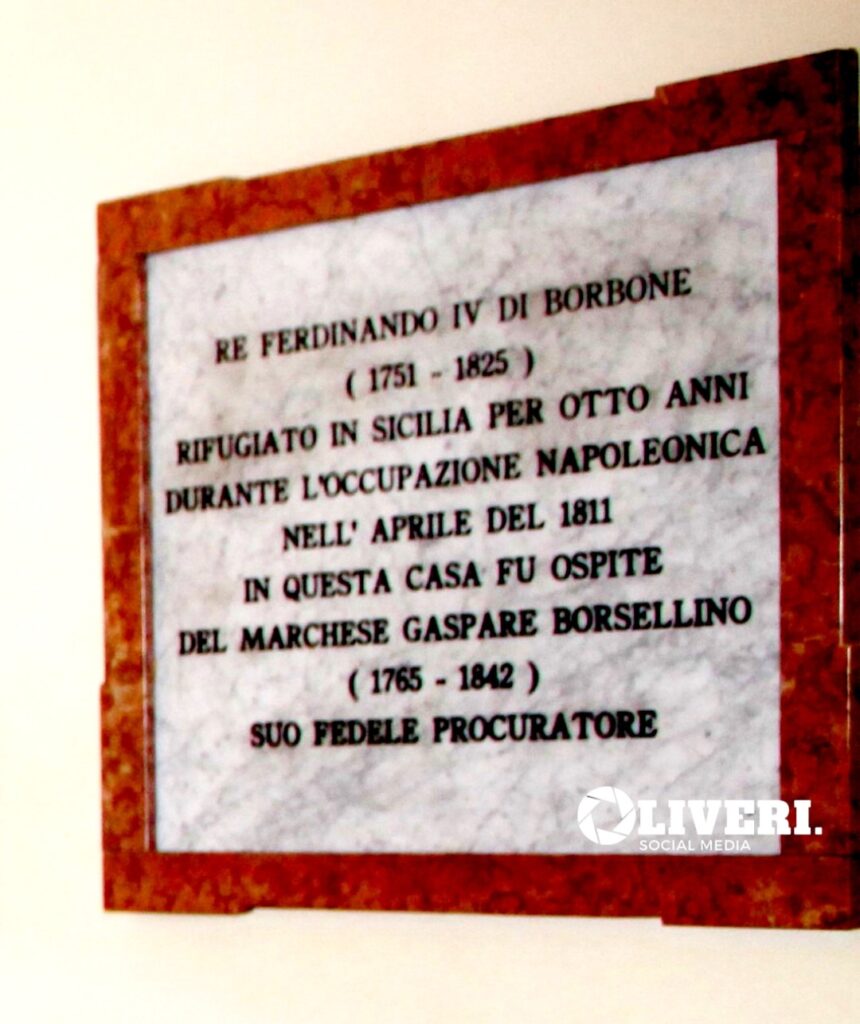 RE FERDINANDO IV DI BORBONE
( 1751 - 1825 )
RIFUGIATO IN SICILIA PER OTTO ANNI
DURANTE L'OCCUPAZIONE NAPOLEONICA
NELL' APRILE DEL 1811
IN QUESTA CASA FU OSPITE
DEL MARCHESE GASPARE BORSELLINO
( 1765 - 1842 )
SUO FEDELE PROCURATORE
OLIVERI.
SOCIAL MEDIA